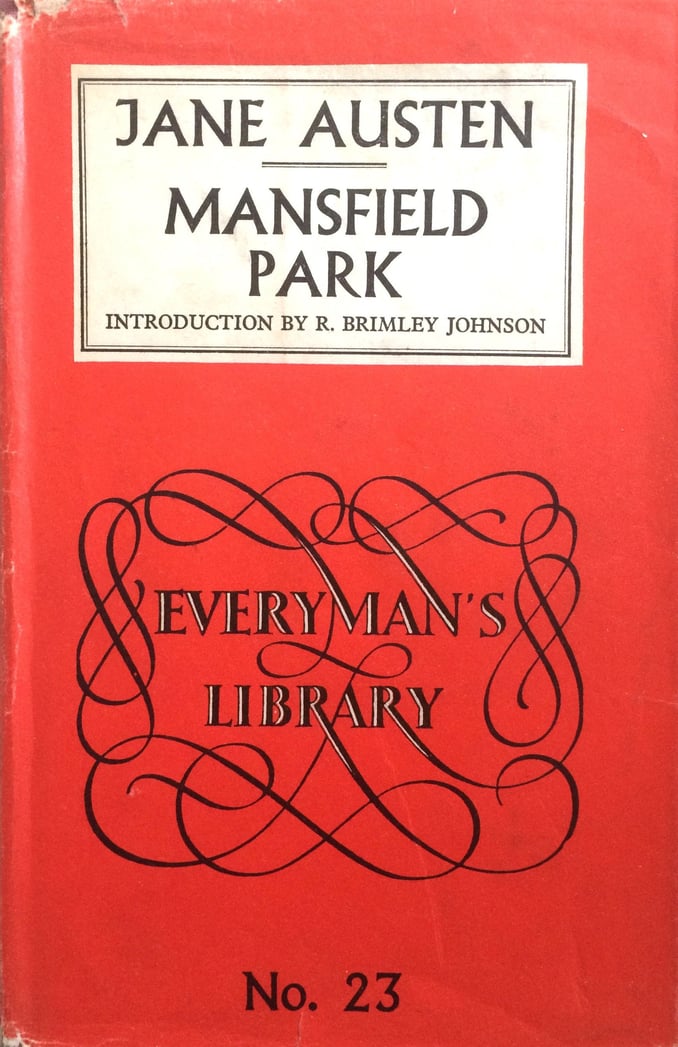 JANE AUSTEN
MANSFIELD
PARK
INTRODUCTION BY R. BRIMLEY JOHNSON
EVERYMAN'S
LIBRARY
No. 23